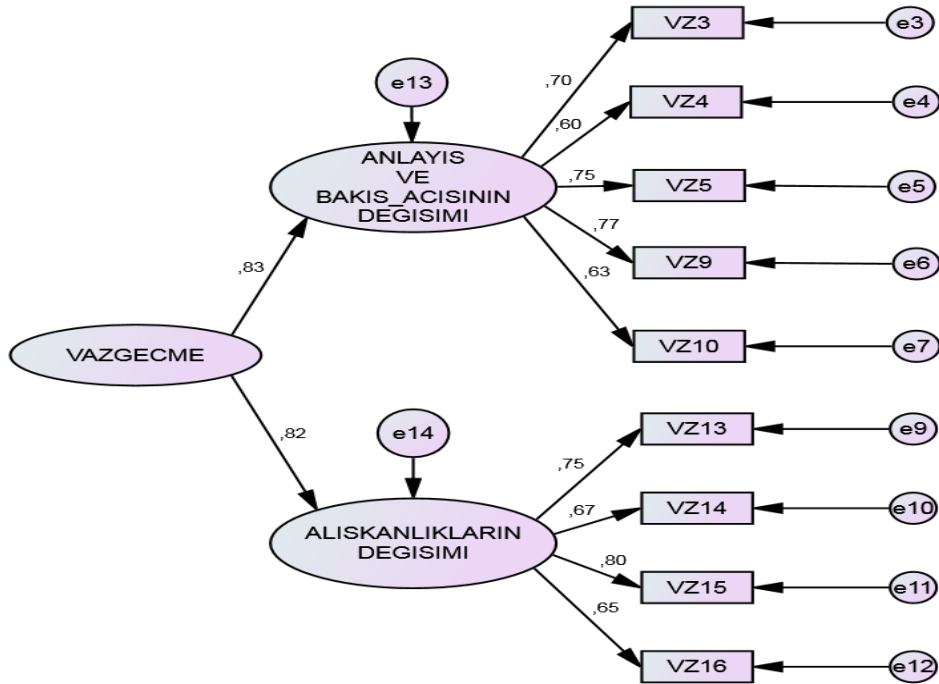 VZ3
e3
,70
e13
VZ4
e4
,60
ANLAYIS
VE
BAKIS_ACISININ
DEGISIMI
,75
VZ5
e5
,77
VZ9
e6
,63
,83
VZ10
e7
VAZGECME
,82
e14
VZ13
e9
,75
,67
VZ14
e10
ALISKANLIKLARIN
DEGISIMI
,80
VZ15
e11
,65
VZ16
e12